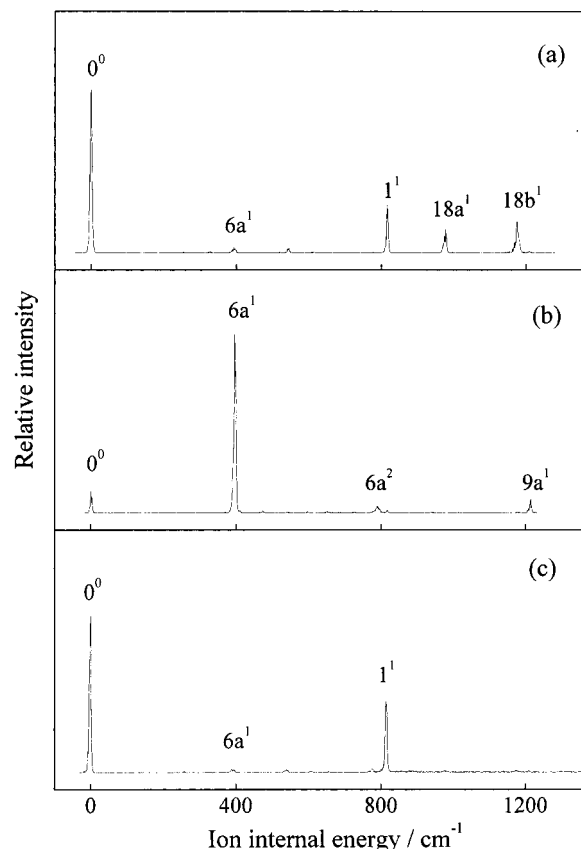 (a)
0⁰
6a¹
1¹
18a¹
18b¹
(b)
0⁰
6a¹
6a²
9a¹
(c)
0⁰
6a¹
1¹
Relative intensity
0 400 800 1200
Ion internal energy / cm⁻¹